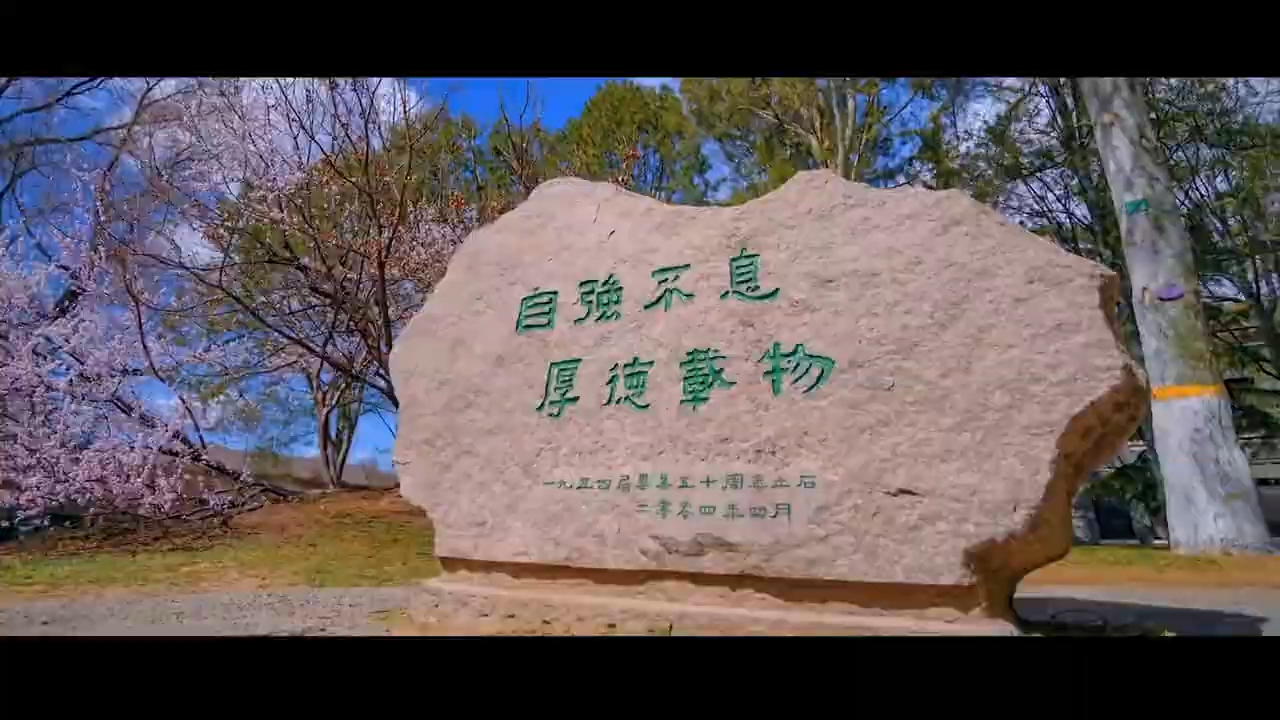 自強不息
厚德載物
一九五四届畢業五十周年立石
二零零四年四月